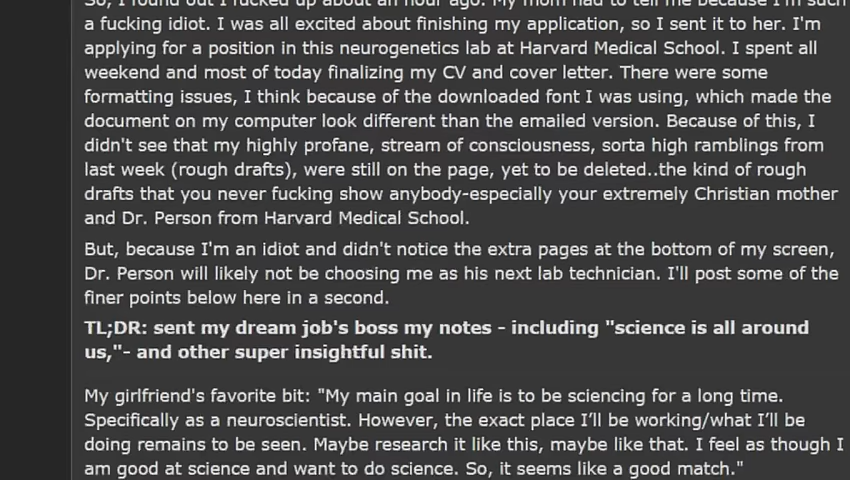 So, I found out I fucked up about an hour ago. My mom had to tell me because I'm such
a fucking idiot. I was all excited about finishing my application, so I sent it to her. I'm
applying for a position in this neurogenetics lab at Harvard Medical School. I spent all
weekend and most of today finalizing my CV and cover letter. There were some
formatting issues, I think because of the downloaded font I was using, which made the
document on my computer look different than the emailed version. Because of this, I
didn't see that my highly profane, stream of consciousness, sorta high ramblings from
last week (rough drafts), were still on the page, yet to be deleted..the kind of rough
drafts that you never fucking show anybody-especially your extremely Christian mother
and Dr. Person from Harvard Medical School.
But, because I'm an idiot and didn't notice the extra pages at the bottom of my screen,
Dr. Person will likely not be choosing me as his next lab technician. I'll post some of the
finer points below here in a second.
TL;DR: sent my dream job's boss my notes - including "science is all around
us,"- and other super insightful shit.
My girlfriend's favorite bit: "My main goal in life is to be sciencing for a long time.
Specifically as a neuroscientist. However, the exact place I’ll be working/what I’ll be
doing remains to be seen. Maybe research it like this, maybe like that. I feel as though I
am good at science and want to do science. So, it seems like a good match."